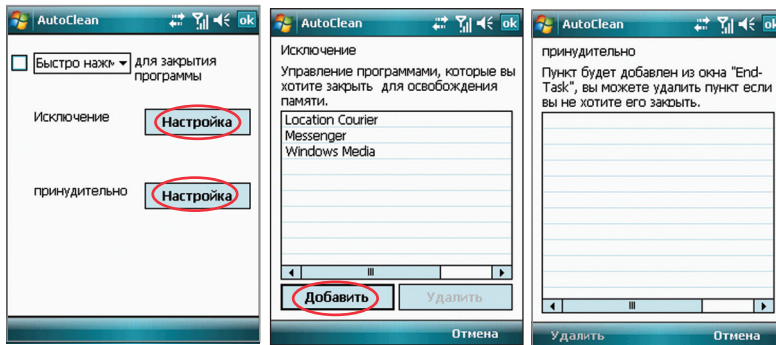 AutoClean
ok
Быстро нажм
для закрытия
программы
Исключение
Настройка
принудительно
Настройка
AutoClean
ok
Исключение
Управление программами, которые вы
хотите закрыть для освобождения
памяти.
Location Courier
Messenger
Windows Media
Добавить
Удалить
Отмена
AutoClean
ok
принудительно
Пункт будет добавлен из окна "End-
Task", вы можете удалить пункт если
вы не хотите его закрыть.
Удалить
Отмена